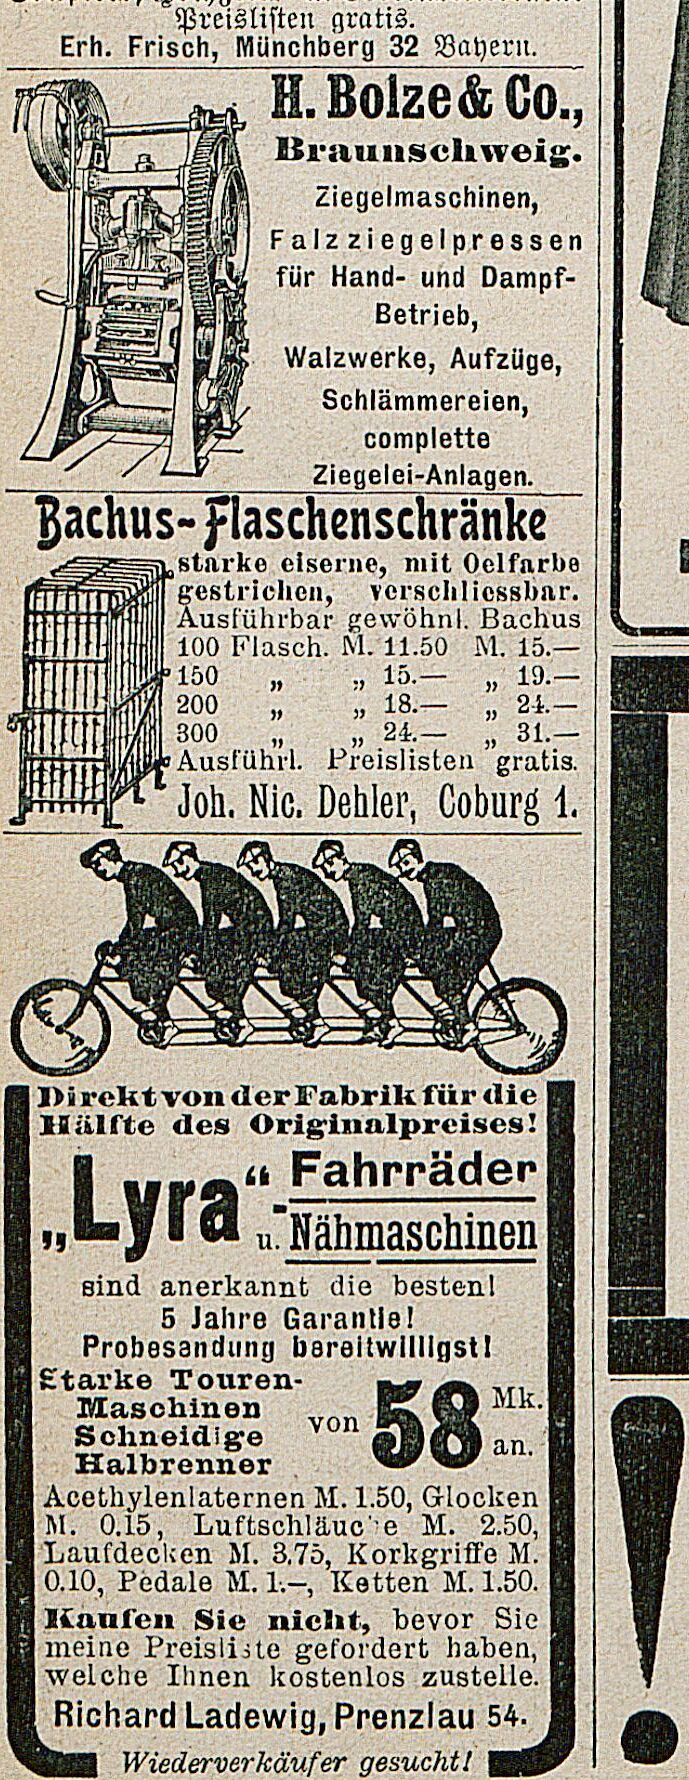 Preislisten gratis.
Erh. Frisch, Münchberg 32 Bayern.
H. Bolze & Co.,
Braunschweig.
Ziegelmaschinen,
Falzziegelpressen
für Hand- und Dampf-
Betrieb,
Walzwerke, Aufzüge,
Schlämmereien,
complette
Ziegelei-Anlagen.
Bachus-Flaschenschränke
starke eiserne, mit Oelfarbe
gestrichen, verschliessbar.
Ausführbar gewöhnl. Bachus
100 Flasch. M. 11.50 M. 15.—
150 „ „ 15.— „ 19.—
200 „ „ 18.— „ 24.—
300 „ „ 24.— „ 31.—
Ausführl. Preislisten gratis.
Joh. Nic. Dehler, Coburg 1.
Direkt von der Fabrik für die
Hälfte des Originalpreises!
„Lyra“ Fahrräder
u. Nähmaschinen
sind anerkannt die besten!
5 Jahre Garantie!
Probesendung bereitwilligst!
Starke Touren-
Maschinen
Schneidige
Halbrenner
von 58 Mk. an.
Acethylenlaternen M. 1.50, Glocken
M. 0.15, Luftschläuche M. 2.50,
Laufdecken M. 3.75, Korkgriffe M.
0.10, Pedale M. 1.—, Ketten M. 1.50.
Kaufen Sie nicht, bevor Sie
meine Preisliste gefordert haben,
welche Ihnen kostenlos zustelle.
Richard Ladewig, Prenzlau 54.
Wiederverkäufer gesucht!